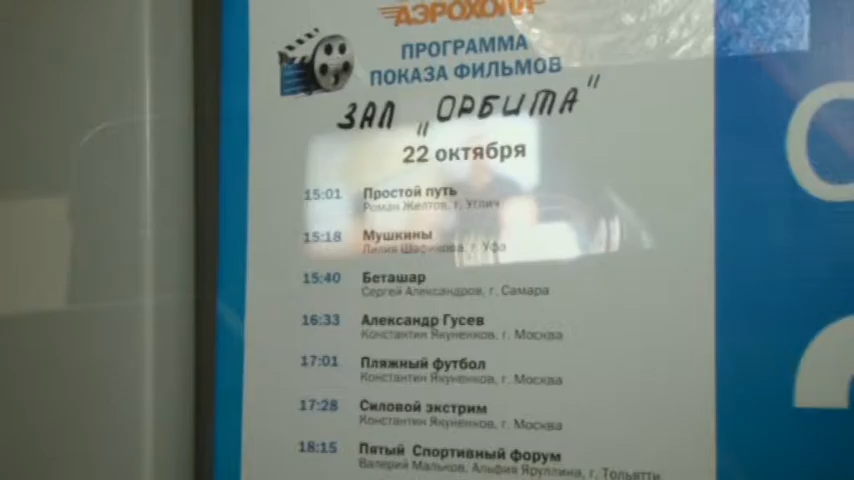 АЭРОХОЛЛ
ПРОГРАММА
ПОКАЗА ФИЛЬМОВ
ЗАЛ „ОРБИТА"
22 октября
15:01 Простой путь
Роман Желтов, г. Углич
15:18 Мушкины
Лилия Шафикова, г. Уфа
15:40 Беташар
Сергей Александров, г. Самара
16:33 Александр Гусев
Константин Якуненков, г. Москва
17:01 Пляжный футбол
Константин Якуненков, г. Москва
17:28 Силовой экстрим
Константин Якуненков, г. Москва
18:15 Пятый Спортивный форум
Валерий Мальков, Альфия Яруллина, г. Тольятти